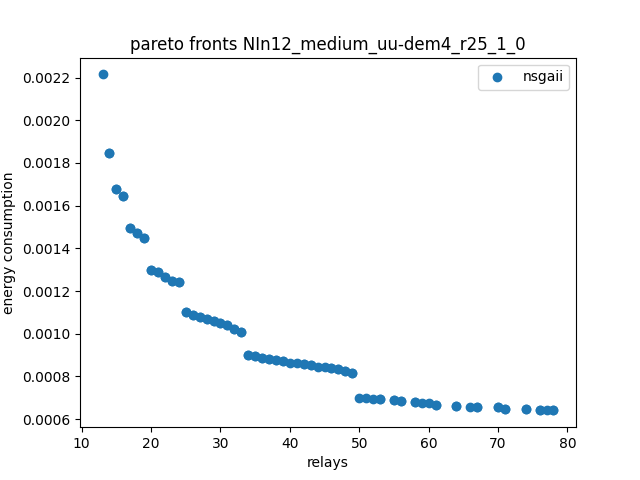 pareto fronts NIn12_medium_uu-dem4_r25_1_0
nsgaii
energy consumption
0.0022
0.0020
0.0018
0.0016
0.0014
0.0012
0.0010
0.0008
0.0006
10 20 30 40 50 60 70 80
relays